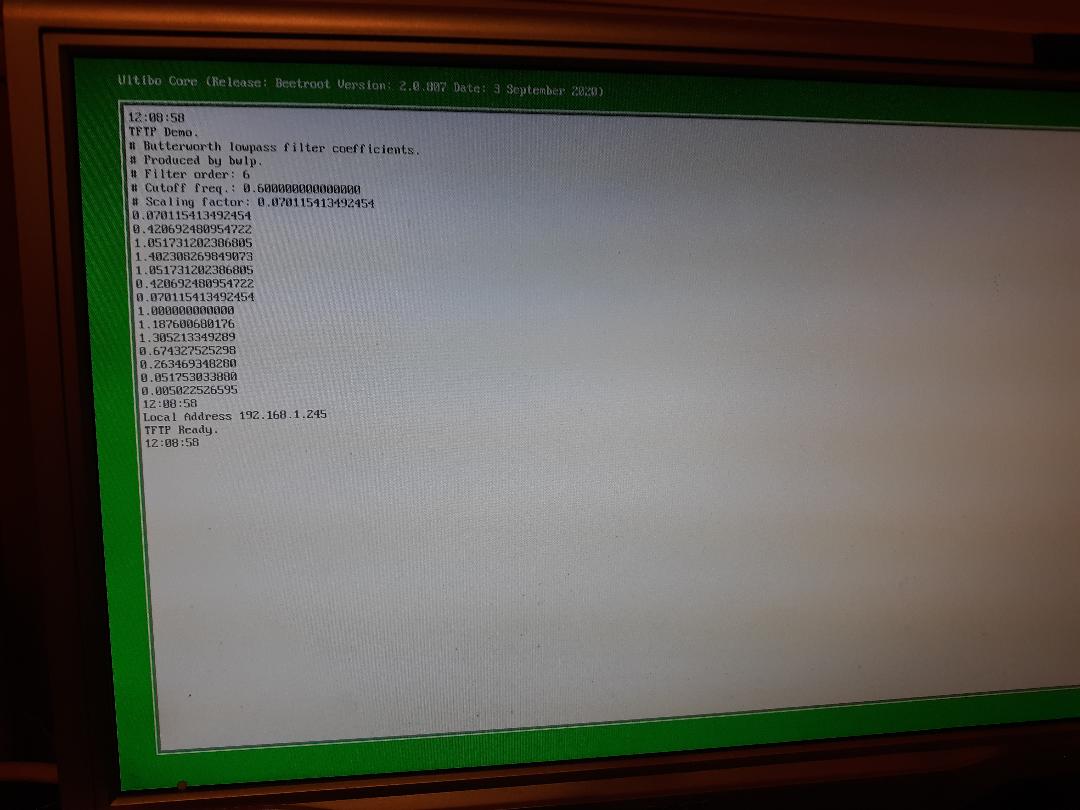 Ultibo Core (Release: Beetroot Version: 2.0.807 Date: 3 September 2020)
12:08:58
TFTP Demo.
# Butterworth lowpass filter coefficients.
# Produced by bwlp.
# Filter order: 6
# Cutoff freq.: 0.600000000000000
# Scaling factor: 0.070115413492454
0.070115413492454
0.420692480954722
1.051731202386805
1.402308269849073
1.051731202386805
0.420692480954722
0.070115413492454
1.000000000000
1.187600680176
1.305213349289
0.674327525298
0.263469348280
0.051753033880
0.005022526595
12:08:58
Local Address 192.168.1.245
TFTP Ready.
12:08:58